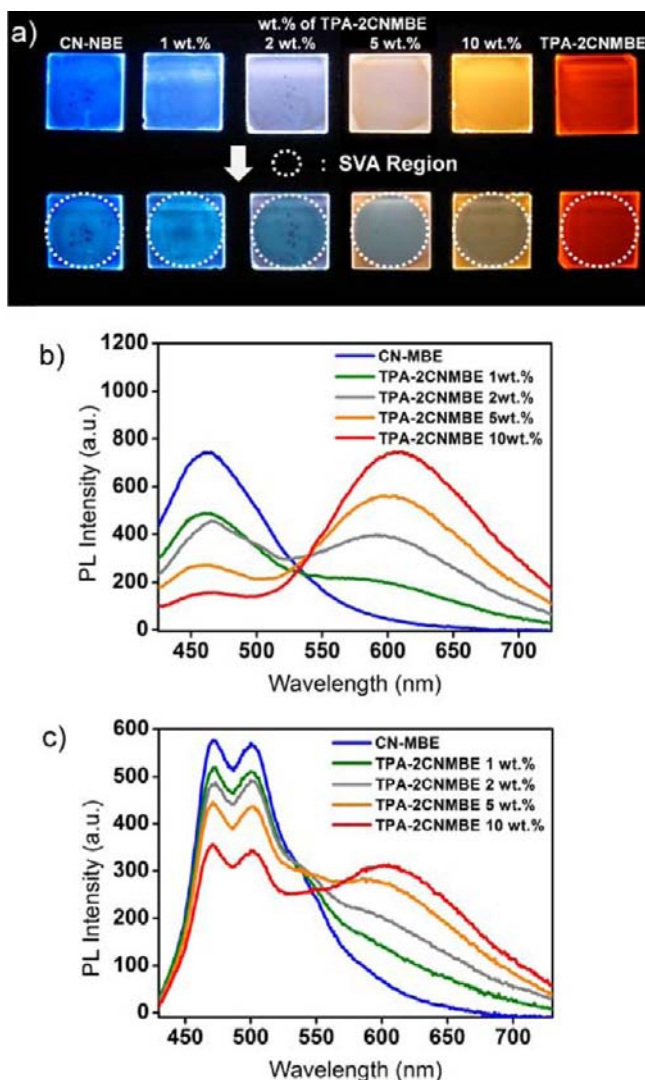 a)
wt.% of TPA-2CNMBE
CN-NBE 1 wt.% 2 wt.% 5 wt.% 10 wt.% TPA-2CNMBE
: SVA Region
b)
1200
1000
800
600
400
200
0
PL Intensity (a.u.)
CN-MBE
TPA-2CNMBE 1wt.%
TPA-2CNMBE 2wt.%
TPA-2CNMBE 5wt.%
TPA-2CNMBE 10wt.%
450 500 550 600 650 700
Wavelength (nm)
c)
600
500
400
300
200
100
0
PL Intensity (a.u.)
CN-MBE
TPA-2CNMBE 1 wt.%
TPA-2CNMBE 2 wt.%
TPA-2CNMBE 5 wt.%
TPA-2CNMBE 10 wt.%
450 500 550 600 650 700
Wavelength (nm)